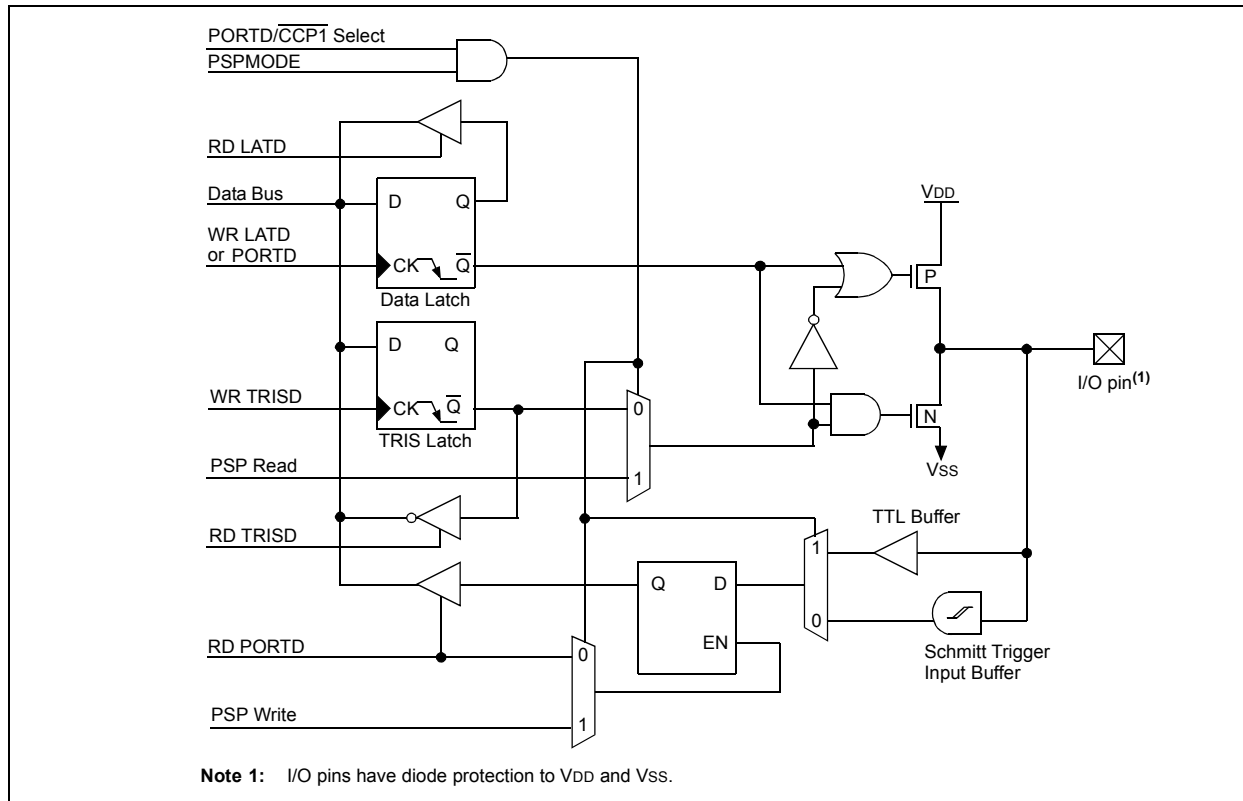 PORTD/C̅C̅P̅1̅ Select
PSPMODE
RD LATD
Data Bus
WR LATD
or PORTD
D Q
CK Q̅
Data Latch
VDD
P
D Q
CK Q̅
TRIS Latch
WR TRISD
0
1
N
VSS
I/O pin(1)
PSP Read
RD TRISD
TTL Buffer
Q D
EN
1
0
Schmitt Trigger
Input Buffer
RD PORTD
0
1
PSP Write
Note 1: I/O pins have diode protection to VDD and VSS.